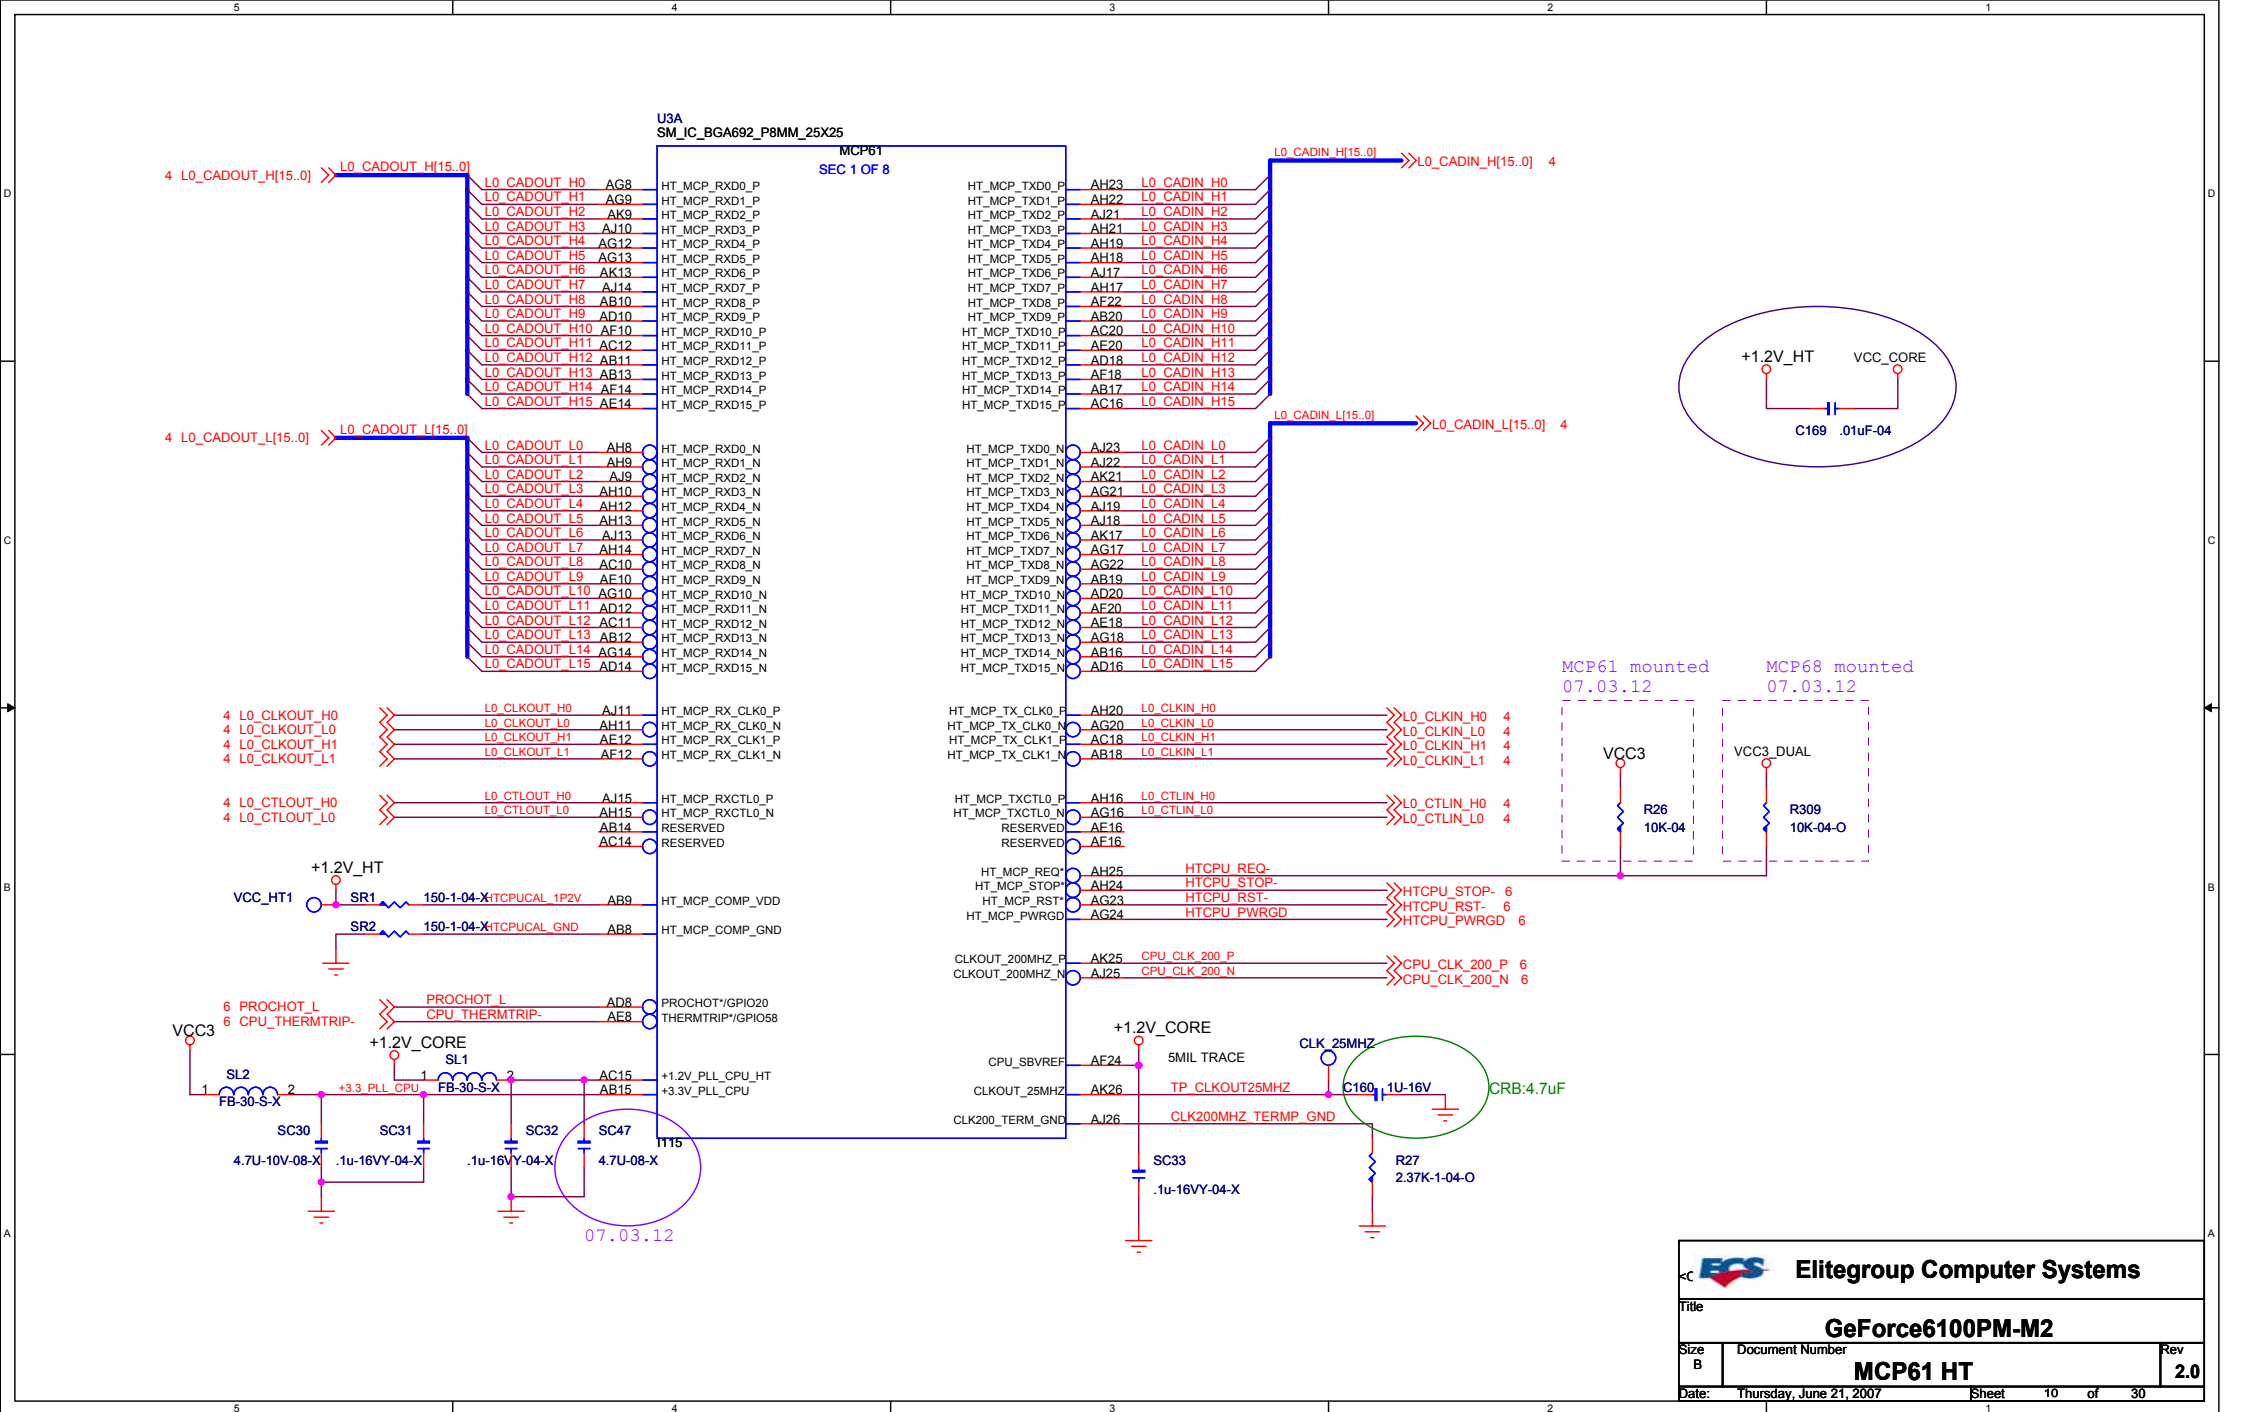 5 4 3 2 1
U3A
SM_IC_BGA692_P8MM_25X25
MCP61
SEC 1 OF 8
4 L0_CADOUT_H[15..0] L0_CADOUT_H[15..0]
L0_CADIN_H[15..0] L0_CADIN_H[15..0] 4
D D
L0_CADOUT_H0 AG8 HT_MCP_RXD0_P HT_MCP_TXD0_P AH23 L0_CADIN_H0
L0_CADOUT_H1 AG9 HT_MCP_RXD1_P HT_MCP_TXD1_P AH22 L0_CADIN_H1
L0_CADOUT_H2 AK9 HT_MCP_RXD2_P HT_MCP_TXD2_P AJ21 L0_CADIN_H2
L0_CADOUT_H3 AJ10 HT_MCP_RXD3_P HT_MCP_TXD3_P AH21 L0_CADIN_H3
L0_CADOUT_H4 AG12 HT_MCP_RXD4_P HT_MCP_TXD4_P AH19 L0_CADIN_H4
L0_CADOUT_H5 AG13 HT_MCP_RXD5_P HT_MCP_TXD5_P AH18 L0_CADIN_H5
L0_CADOUT_H6 AK13 HT_MCP_RXD6_P HT_MCP_TXD6_P AJ17 L0_CADIN_H6
L0_CADOUT_H7 AJ14 HT_MCP_RXD7_P HT_MCP_TXD7_P AH17 L0_CADIN_H7
L0_CADOUT_H8 AB10 HT_MCP_RXD8_P HT_MCP_TXD8_P AF22 L0_CADIN_H8
L0_CADOUT_H9 AD10 HT_MCP_RXD9_P HT_MCP_TXD9_P AB20 L0_CADIN_H9
L0_CADOUT_H10 AF10 HT_MCP_RXD10_P HT_MCP_TXD10_P AC20 L0_CADIN_H10
L0_CADOUT_H11 AC12 HT_MCP_RXD11_P HT_MCP_TXD11_P AE20 L0_CADIN_H11
L0_CADOUT_H12 AB11 HT_MCP_RXD12_P HT_MCP_TXD12_P AD18 L0_CADIN_H12
L0_CADOUT_H13 AB13 HT_MCP_RXD13_P HT_MCP_TXD13_P AF18 L0_CADIN_H13
L0_CADOUT_H14 AF14 HT_MCP_RXD14_P HT_MCP_TXD14_P AB17 L0_CADIN_H14
L0_CADOUT_H15 AE14 HT_MCP_RXD15_P HT_MCP_TXD15_P AC16 L0_CADIN_H15
+1.2V_HT VCC_CORE
C169 .01uF-04
4 L0_CADOUT_L[15..0] L0_CADOUT_L[15..0]
L0_CADIN_L[15..0] L0_CADIN_L[15..0] 4
L0_CADOUT_L0 AH8 HT_MCP_RXD0_N HT_MCP_TXD0_N AJ23 L0_CADIN_L0
L0_CADOUT_L1 AH9 HT_MCP_RXD1_N HT_MCP_TXD1_N AJ22 L0_CADIN_L1
L0_CADOUT_L2 AJ9 HT_MCP_RXD2_N HT_MCP_TXD2_N AK21 L0_CADIN_L2
L0_CADOUT_L3 AH10 HT_MCP_RXD3_N HT_MCP_TXD3_N AG21 L0_CADIN_L3
L0_CADOUT_L4 AH12 HT_MCP_RXD4_N HT_MCP_TXD4_N AJ19 L0_CADIN_L4
L0_CADOUT_L5 AH13 HT_MCP_RXD5_N HT_MCP_TXD5_N AJ18 L0_CADIN_L5
L0_CADOUT_L6 AJ13 HT_MCP_RXD6_N HT_MCP_TXD6_N AK17 L0_CADIN_L6
C C
L0_CADOUT_L7 AH14 HT_MCP_RXD7_N HT_MCP_TXD7_N AG17 L0_CADIN_L7
L0_CADOUT_L8 AC10 HT_MCP_RXD8_N HT_MCP_TXD8_N AG22 L0_CADIN_L8
L0_CADOUT_L9 AE10 HT_MCP_RXD9_N HT_MCP_TXD9_N AB19 L0_CADIN_L9
L0_CADOUT_L10 AG10 HT_MCP_RXD10_N HT_MCP_TXD10_N AD20 L0_CADIN_L10
L0_CADOUT_L11 AD12 HT_MCP_RXD11_N HT_MCP_TXD11_N AF20 L0_CADIN_L11
L0_CADOUT_L12 AC11 HT_MCP_RXD12_N HT_MCP_TXD12_N AE18 L0_CADIN_L12
L0_CADOUT_L13 AB12 HT_MCP_RXD13_N HT_MCP_TXD13_N AG18 L0_CADIN_L13
L0_CADOUT_L14 AG14 HT_MCP_RXD14_N HT_MCP_TXD14_N AB16 L0_CADIN_L14
L0_CADOUT_L15 AD14 HT_MCP_RXD15_N HT_MCP_TXD15_N AD16 L0_CADIN_L15
MCP61 mounted MCP68 mounted
07.03.12 07.03.12
4 L0_CLKOUT_H0 L0_CLKOUT_H0 AJ11 HT_MCP_RX_CLK0_P HT_MCP_TX_CLK0_P AH20 L0_CLKIN_H0 L0_CLKIN_H0 4
4 L0_CLKOUT_L0 L0_CLKOUT_L0 AH11 HT_MCP_RX_CLK0_N HT_MCP_TX_CLK0_N AG20 L0_CLKIN_L0 L0_CLKIN_L0 4
4 L0_CLKOUT_H1 L0_CLKOUT_H1 AE12 HT_MCP_RX_CLK1_P HT_MCP_TX_CLK1_P AC18 L0_CLKIN_H1 L0_CLKIN_H1 4
4 L0_CLKOUT_L1 L0_CLKOUT_L1 AF12 HT_MCP_RX_CLK1_N HT_MCP_TX_CLK1_N AB18 L0_CLKIN_L1 L0_CLKIN_L1 4
VCC3 VCC3_DUAL
4 L0_CTLOUT_H0 L0_CTLOUT_H0 AJ15 HT_MCP_RXCTL0_P HT_MCP_TXCTL0_P AH16 L0_CTLIN_H0 L0_CTLIN_H0 4
4 L0_CTLOUT_L0 L0_CTLOUT_L0 AH15 HT_MCP_RXCTL0_N HT_MCP_TXCTL0_N AG16 L0_CTLIN_L0 L0_CTLIN_L0 4
R26 R309
10K-04 10K-04-O
AB14 RESERVED RESERVED AE16
AC14 RESERVED RESERVED AF16
+1.2V_HT
HT_MCP_REQ* AH25 HTCPU_REQ-
HT_MCP_STOP* AH24 HTCPU_STOP- HTCPU_STOP- 6
B B
VCC_HT1 SR1 150-1-04-X HTCPUCAL_1P2V AB9 HT_MCP_COMP_VDD HT_MCP_RST* AG23 HTCPU_RST- HTCPU_RST- 6
HT_MCP_PWRGD AG24 HTCPU_PWRGD HTCPU_PWRGD 6
SR2 150-1-04-X HTCPUCAL_GND AB8 HT_MCP_COMP_GND
CLKOUT_200MHZ_P AK25 CPU_CLK_200_P CPU_CLK_200_P 6
CLKOUT_200MHZ_N AJ25 CPU_CLK_200_N CPU_CLK_200_N 6
6 PROCHOT_L PROCHOT_L AD8 PROCHOT*/GPIO20
6 CPU_THERMTRIP- CPU_THERMTRIP- AE8 THERMTRIP*/GPIO58
VCC3 +1.2V_CORE +1.2V_CORE CLK_25MHZ
CPU_SBVREF AF24 5MIL TRACE
1 SL1 2 AC15 +1.2V_PLL_CPU_HT
FB-30-S-X
1 SL2 2 +3.3_PLL_CPU AB15 +3.3V_PLL_CPU
FB-30-S-X
CLKOUT_25MHZ AK26 TP_CLKOUT25MHZ C160 1U-16V CRB:4.7uF
CLK200_TERM_GND AJ26 CLK200MHZ_TERMP_GND
I115
SC30 SC31 SC32 SC47
4.7U-10V-08-X .1u-16VY-04-X .1u-16VY-04-X 4.7U-08-X
SC33 R27
.1u-16VY-04-X 2.37K-1-04-O
07.03.12
A A
<C ECS Elitegroup Computer Systems
Title
GeForce6100PM-M2
Size Document Number Rev
B MCP61 HT 2.0
Date: Thursday, June 21, 2007 Sheet 10 of 30
5 4 3 2 1